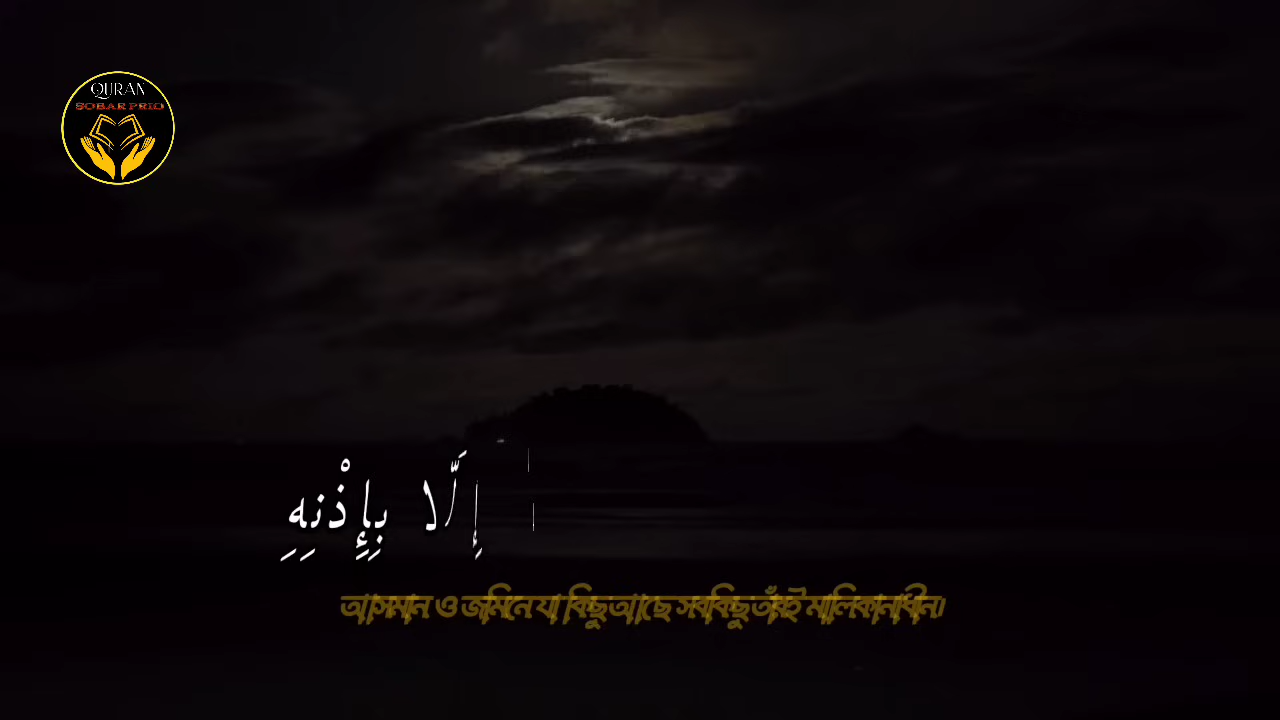 QURAN
SOBAR PRIO
إِلَّا بِإِذْنِهِ
আসমান ও জমিনে যা কিছু আছে সবকিছু তাঁরই মালিকানাধীন।